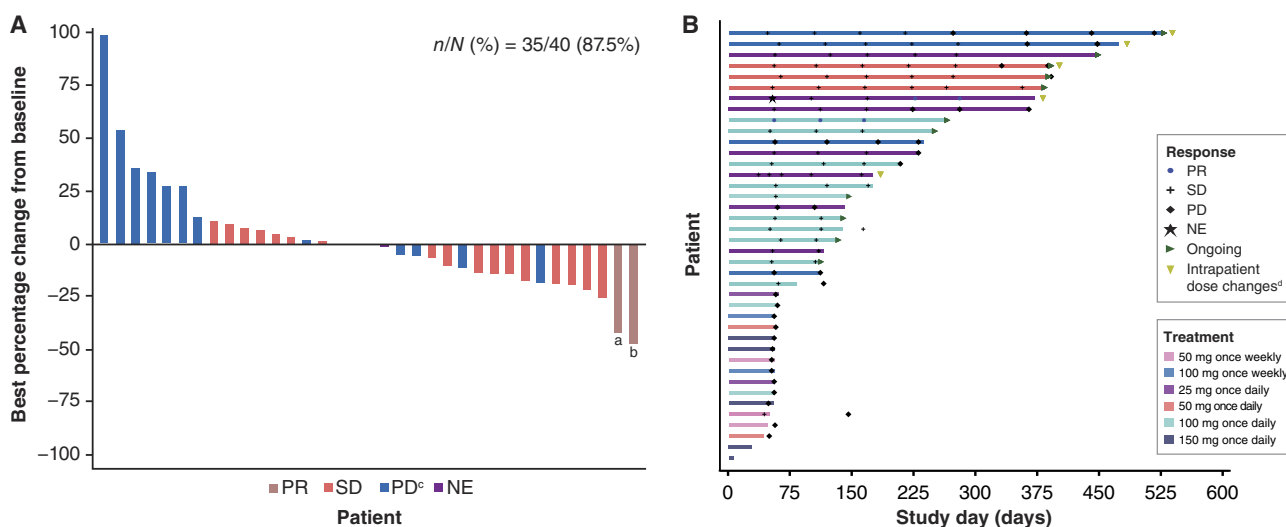 A
n/N (%) = 35/40 (87.5%)
Best percentage change from baseline
100
75
50
25
0
−25
−50
−75
−100
a
b
PR
SD
PDᶜ
NE
Patient
B
Patient
Response
PR
SD
PD
NE
Ongoing
Intrapatient
dose changesᵈ
Treatment
50 mg once weekly
100 mg once weekly
25 mg once daily
50 mg once daily
100 mg once daily
150 mg once daily
0 75 150 225 300 375 450 525 600
Study day (days)